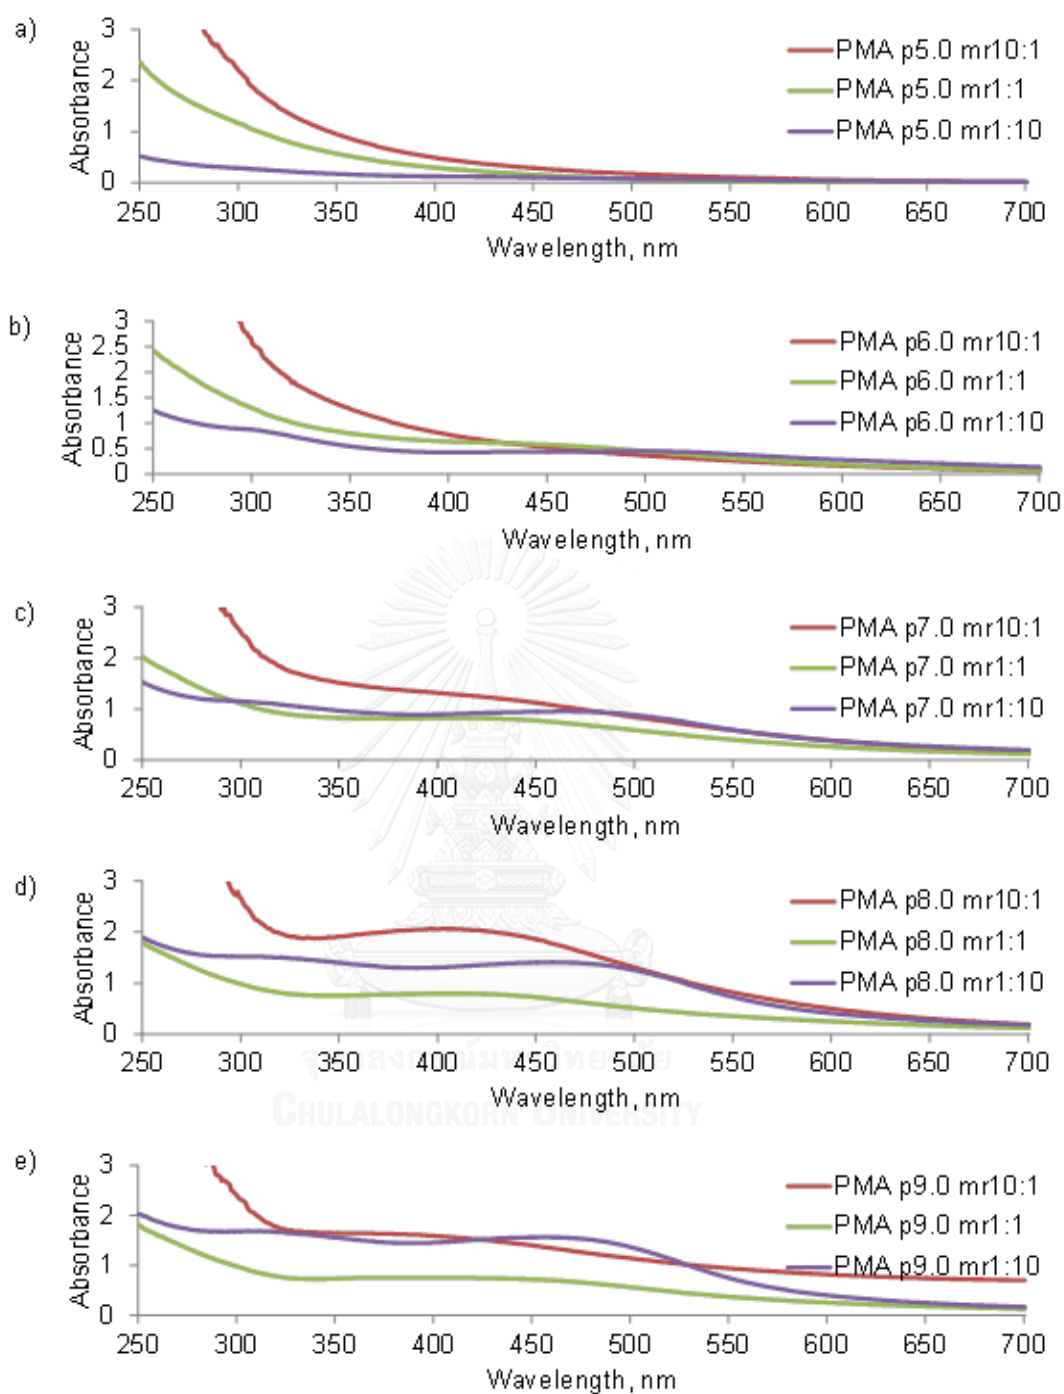 a)
3
2
1
0
Absorbance
PMA p5.0 mr10:1
PMA p5.0 mr1:1
PMA p5.0 mr1:10
250 300 350 400 450 500 550 600 650 700
Wavelength, nm
b)
3
2.5
2
1.5
1
0.5
0
Absorbance
PMA p6.0 mr10:1
PMA p6.0 mr1:1
PMA p6.0 mr1:10
250 300 350 400 450 500 550 600 650 700
Wavelength, nm
c)
3
2
1
0
Absorbance
PMA p7.0 mr10:1
PMA p7.0 mr1:1
PMA p7.0 mr1:10
250 300 350 400 450 500 550 600 650 700
Wavelength, nm
d)
3
2
1
0
Absorbance
PMA p8.0 mr10:1
PMA p8.0 mr1:1
PMA p8.0 mr1:10
250 300 350 400 450 500 550 600 650 700
Wavelength, nm
CHULALONGKORN UNIVERSITY
e)
3
2
1
0
Absorbance
PMA p9.0 mr10:1
PMA p9.0 mr1:1
PMA p9.0 mr1:10
250 300 350 400 450 500 550 600 650 700
Wavelength, nm